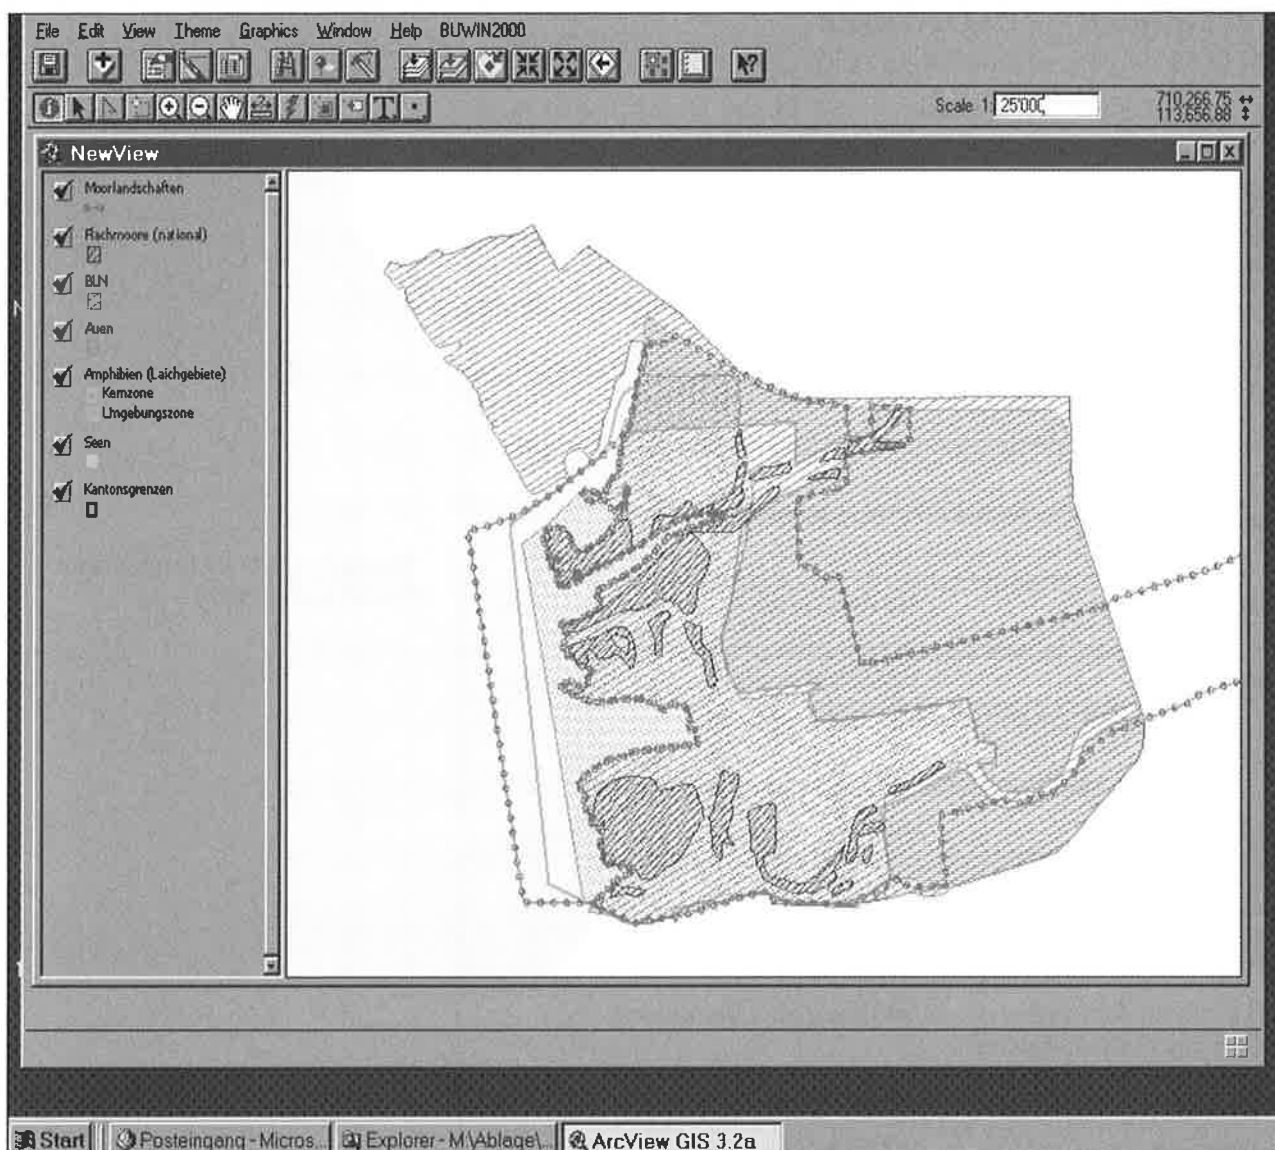 File Edit View Theme Graphics Window Help BUWIN2000
Scale 1: 25'000
710,266.75
113,656.88
NewView
Moorlandschaften
Flachmoore (national)
BLN
Auen
Amphibien (Laichgebiete)
Kernzone
Umgebungszone
Seen
Kantonsgrenzen
Start Posteingang - Micros... Explorer - M:\Ablage\... ArcView GIS 3.2a